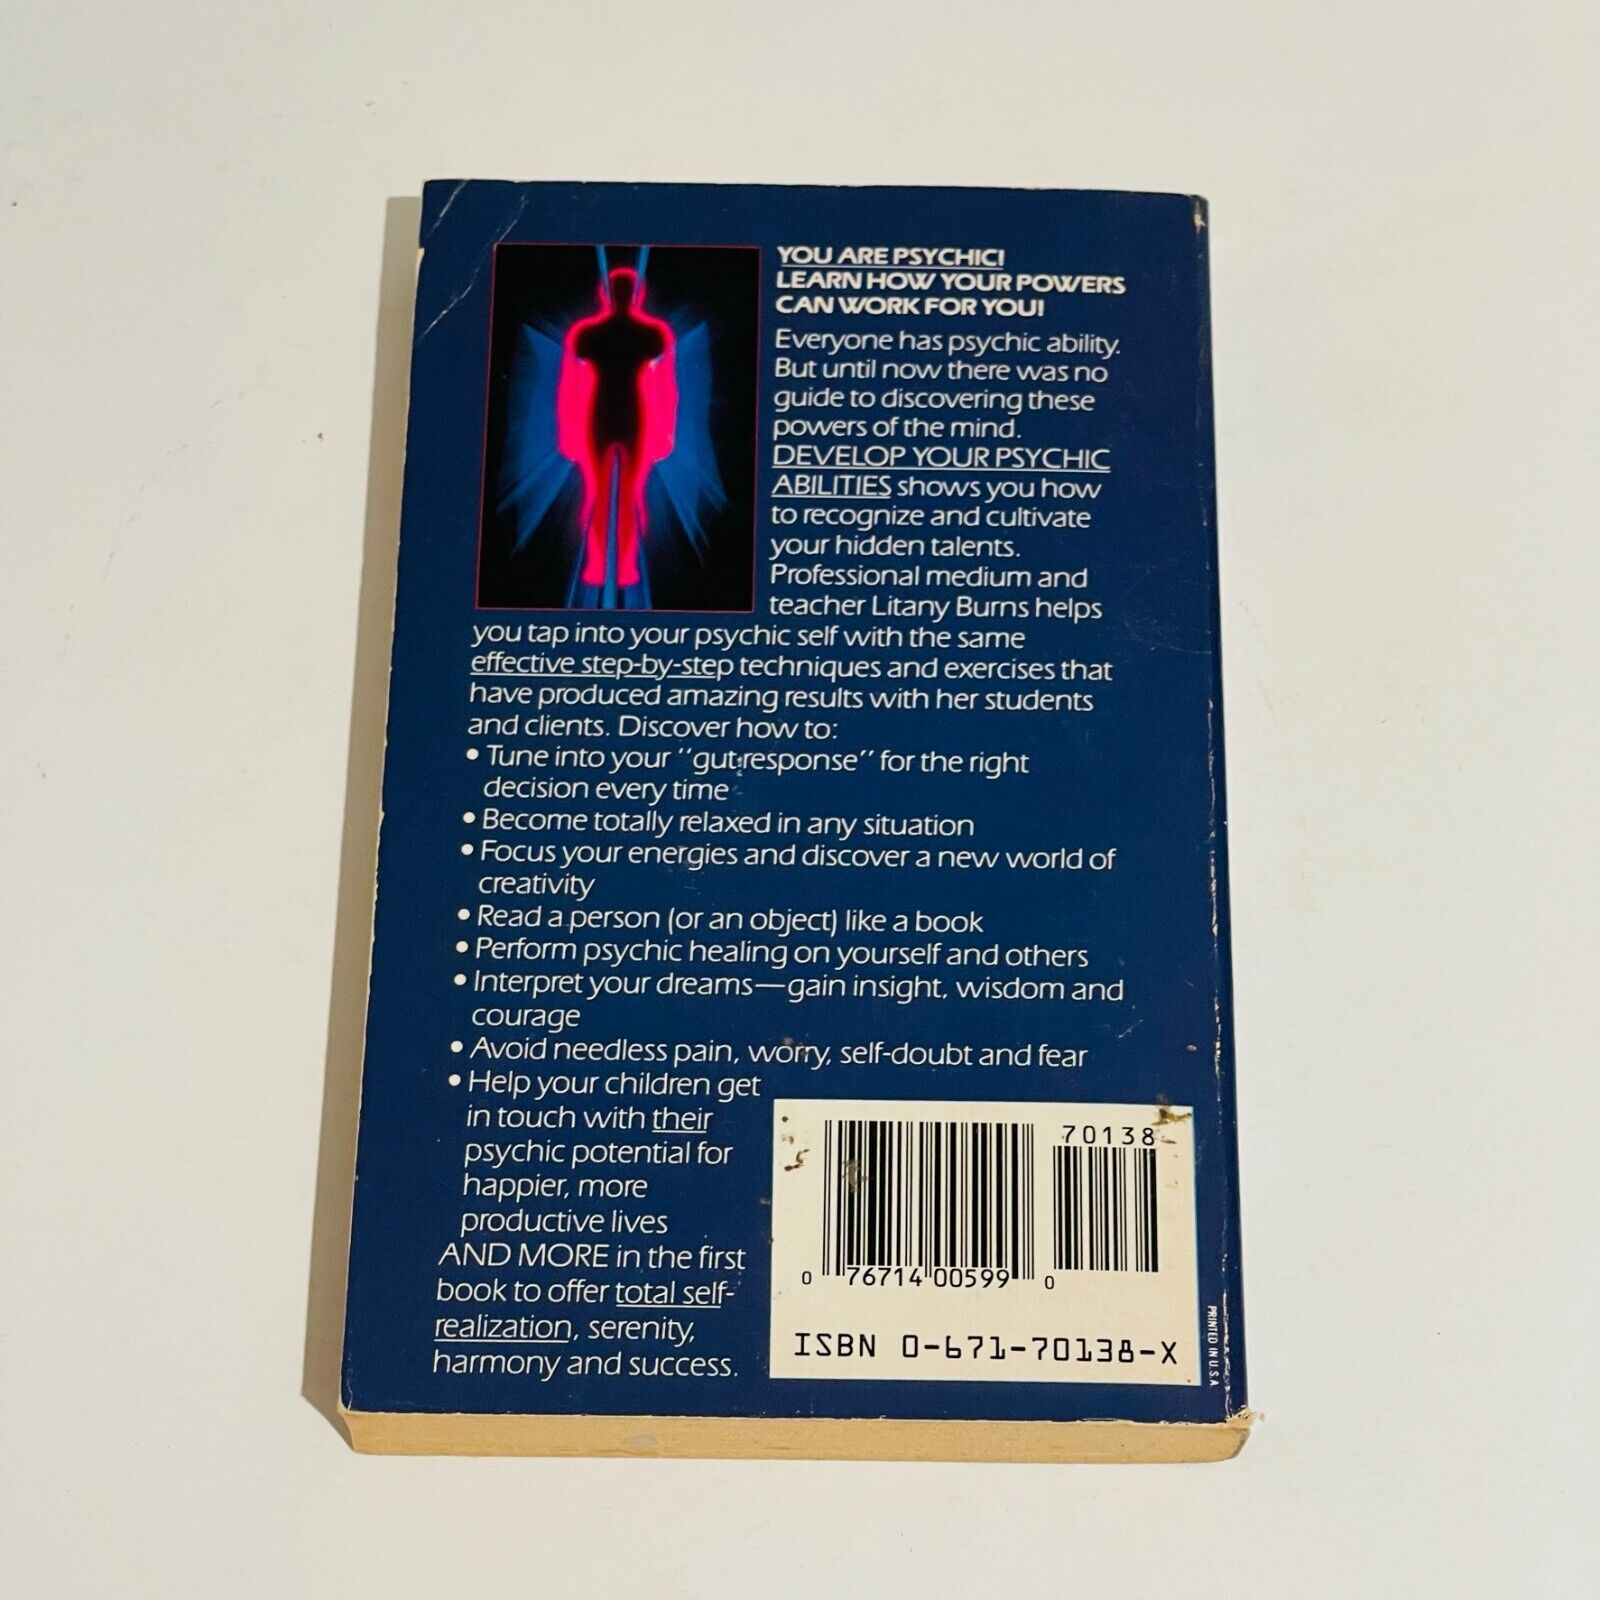 YOU ARE PSYCHIC!
LEARN HOW YOUR POWERS
CAN WORK FOR YOU!
Everyone has psychic ability.
But until now there was no
guide to discovering these
powers of the mind.
DEVELOP YOUR PSYCHIC
ABILITIES shows you how
to recognize and cultivate
your hidden talents.
Professional medium and
teacher Litany Burns helps
you tap into your psychic self with the same
effective step-by-step techniques and exercises that
have produced amazing results with her students
and clients. Discover how to:
• Tune into your "gut response" for the right
decision every time
• Become totally relaxed in any situation
• Focus your energies and discover a new world of
creativity
• Read a person (or an object) like a book
• Perform psychic healing on yourself and others
• Interpret your dreams—gain insight, wisdom and
courage
• Avoid needless pain, worry, self-doubt and fear
• Help your children get
in touch with their
psychic potential for
happier, more
productive lives
AND MORE in the first
book to offer total self-
realization, serenity,
harmony and success.
70138
0 76714 00599 0
ISBN 0-671-70138-X
PRINTED IN U.S.A